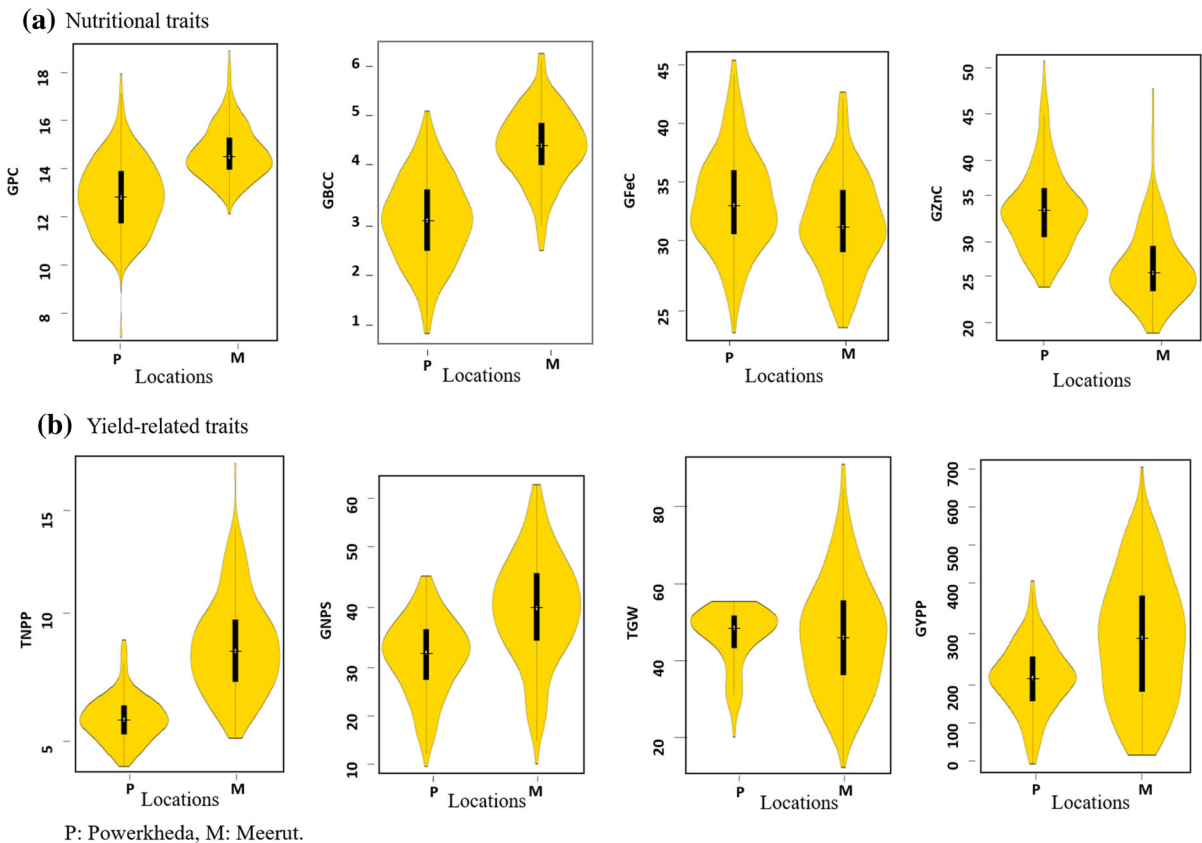 (a) Nutritional traits
GPC
18
16
14
12
10
8
P M
Locations
GBCC
6
5
4
3
2
1
P M
Locations
GFeC
45
40
35
30
25
P M
Locations
GZnC
50
45
40
35
30
25
20
P M
Locations
(b) Yield-related traits
TNPP
15
10
5
P M
Locations
GNPS
60
50
40
30
20
10
P M
Locations
TGW
80
60
40
20
P M
Locations
GYPP
700
600
500
400
300
200
100
0
P M
Locations
P: Powerkheda, M: Meerut.